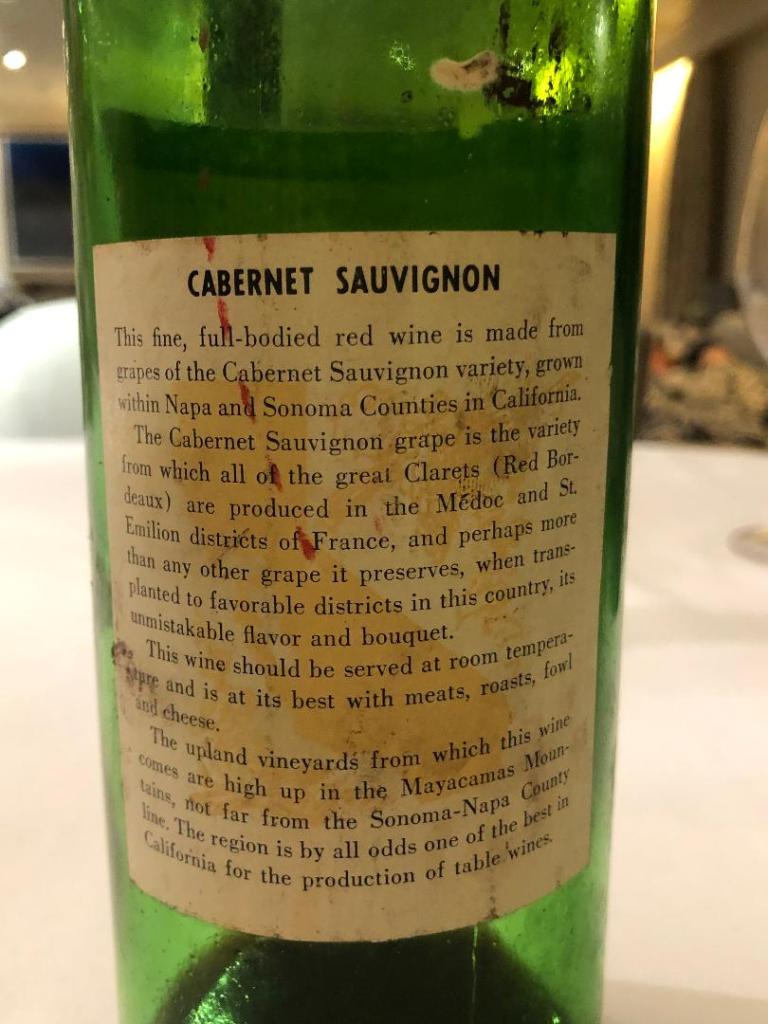 CABERNET SAUVIGNON
This fine, full-bodied red wine is made from
grapes of the Cabernet Sauvignon variety, grown
within Napa and Sonoma Counties in California.
The Cabernet Sauvignon grape is the variety
from which all of the great Clarets (Red Bor-
deaux) are produced in the Médoc and St.
Emilion districts of France, and perhaps more
than any other grape it preserves, when trans-
planted to favorable districts in this country, its
unmistakable flavor and bouquet.
This wine should be served at room tempera-
ture and is at its best with meats, roasts, fowl
and cheese.
The upland vineyards from which this wine
comes are high up in the Mayacamas Moun-
tains, not far from the Sonoma-Napa County
line. The region is by all odds one of the best in
California for the production of table wines.